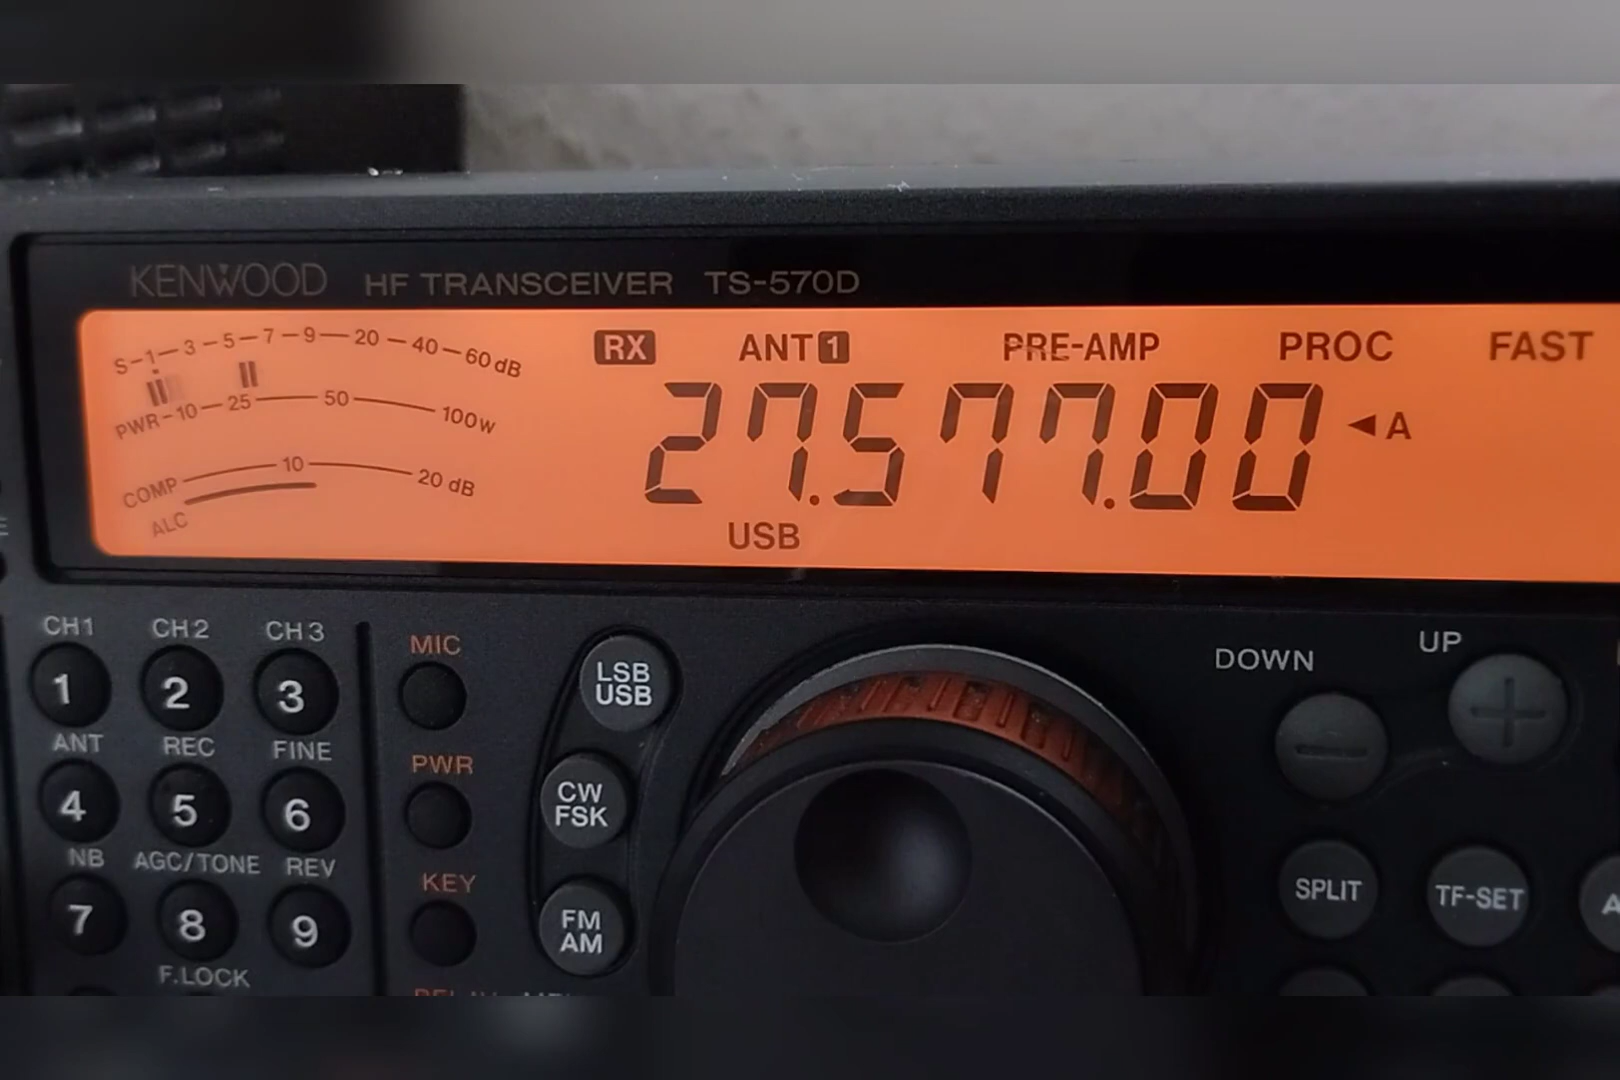 KENWOOD HF TRANSCEIVER TS-570D
S-1-3-5-7-9-20-40-60dB
PWR-10-25-50-100W
COMP 10 20 dB
ALC
RX ANT 1 PRE-AMP PROC FAST
27.577.00 ◄A
USB
CH1 CH2 CH3
1 2 3
ANT REC FINE
4 5 6
NB AGC/TONE REV
7 8 9
F.LOCK
MIC
PWR
KEY
LSB
USB
CW
FSK
FM
AM
DOWN UP
− +
SPLIT TF-SET